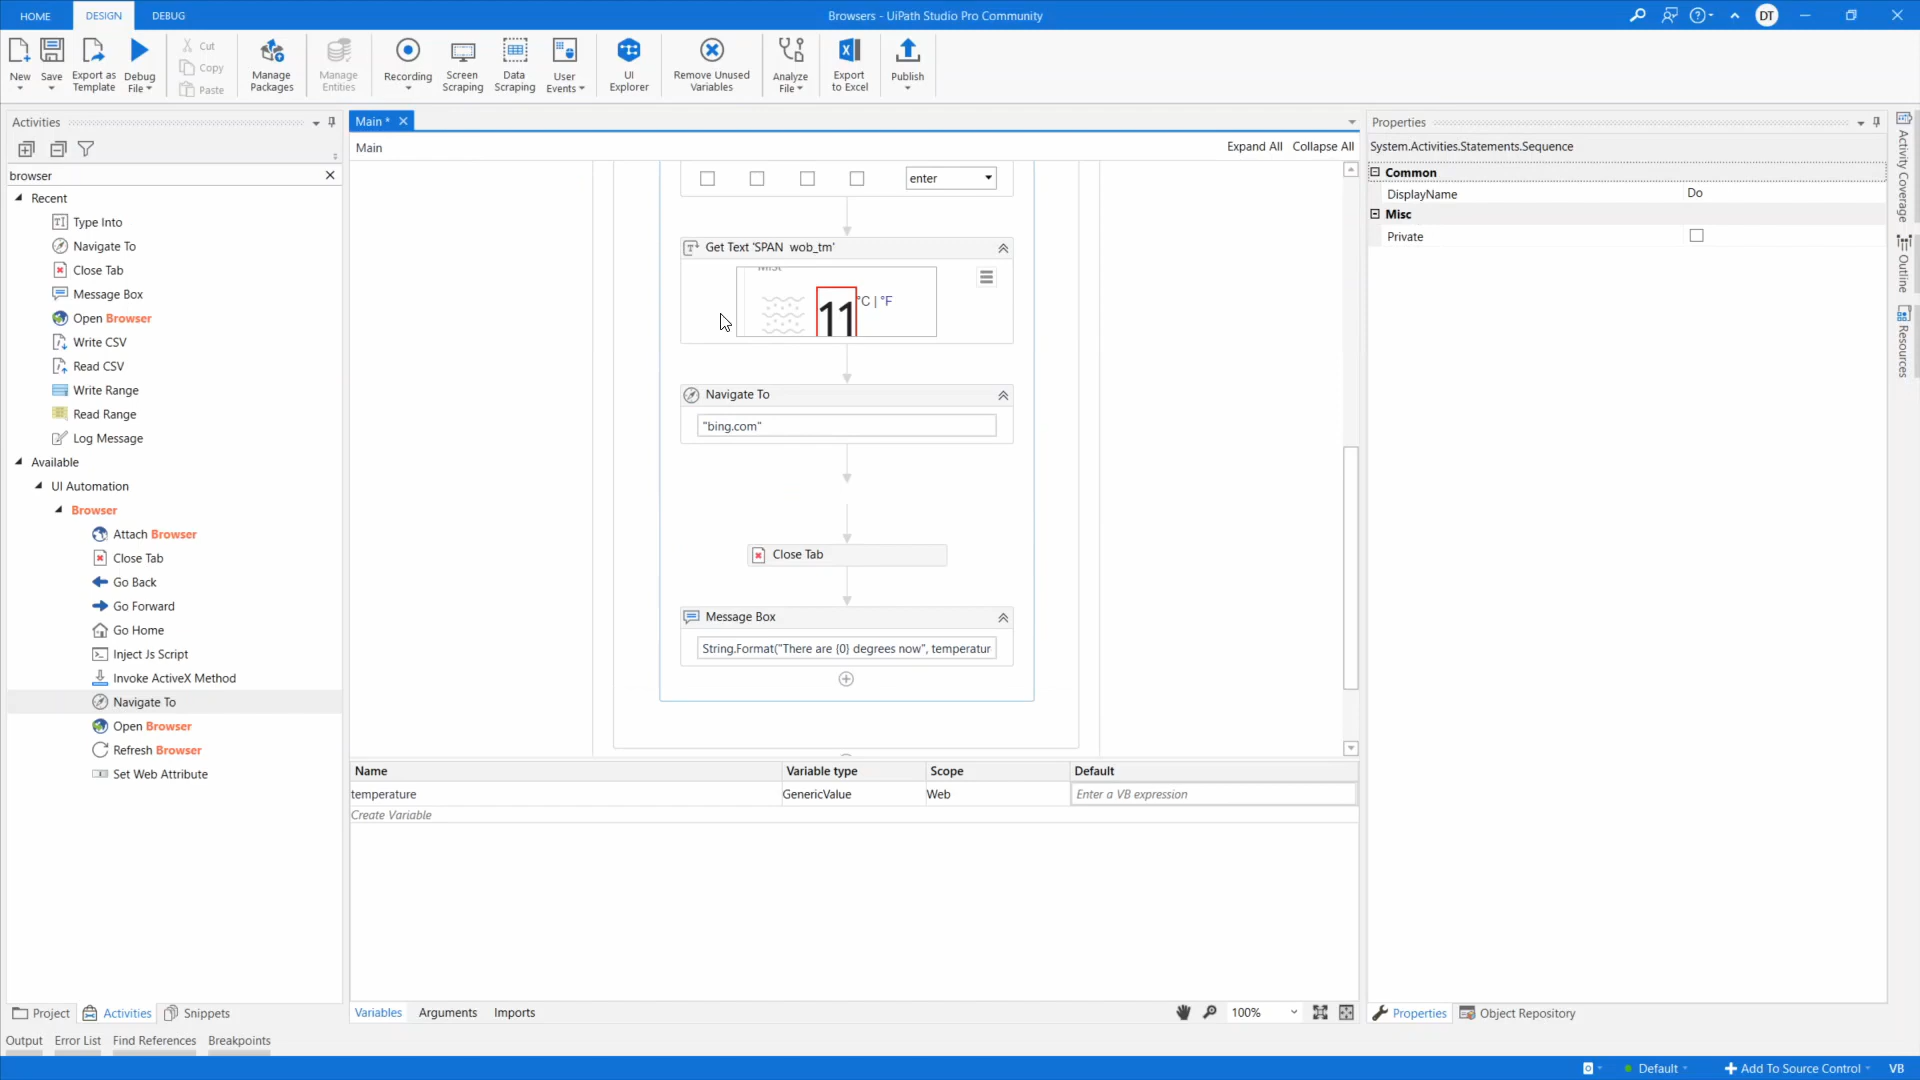 HOME
DESIGN
DEBUG
Browsers - UiPath Studio Pro Community
DT
New
Save
Export as
Template
Debug
File
Cut
Copy
Paste
Manage
Packages
Manage
Entities
Recording
Screen
Scraping
Data
Scraping
User
Events
UI
Explorer
Remove Unused
Variables
Analyze
File
Export
to Excel
Publish
Activities
browser
Recent
Type Into
Navigate To
Close Tab
Message Box
Open Browser
Write CSV
Read CSV
Write Range
Read Range
Log Message
Available
UI Automation
Browser
Attach Browser
Close Tab
Go Back
Go Forward
Go Home
Inject Js Script
Invoke ActiveX Method
Navigate To
Open Browser
Refresh Browser
Set Web Attribute
Project
Activities
Snippets
Main *
Main
Expand All
Collapse All
enter
Get Text 'SPAN  wob_tm'
Mist
11
°C | °F
Navigate To
"bing.com"
Close Tab
Message Box
String.Format("There are {0} degrees now", temperatur
Name
Variable type
Scope
Default
temperature
GenericValue
Web
Enter a VB expression
Create Variable
Variables
Arguments
Imports
100%
Properties
System.Activities.Statements.Sequence
Common
DisplayName
Do
Misc
Private
Properties
Object Repository
Activity Coverage
Outline
Resources
Output
Error List
Find References
Breakpoints
Default
Add To Source Control
VB